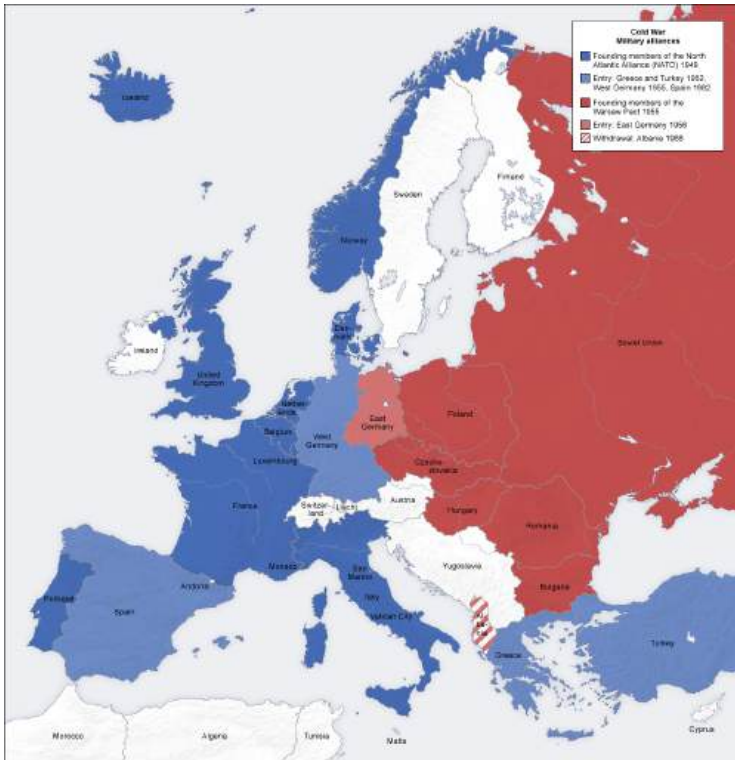 Cold War
Military alliances
Founding members of the North
Atlantic Alliance (NATO) 1949
Entry: Greece and Turkey 1952,
West Germany 1955, Spain 1982
Founding members of the
Warsaw Pact 1955
Entry: East Germany 1956
Withdrawal: Albania 1968
Iceland
Finland
Sweden
Norway
Den-
mark
Ireland
Soviet Union
United
Kingdom
Nether-
lands
Poland
East
Germany
Belgium
West
Germany
Luxembourg
Czecho-
slovakia
Austria
Switzer-
land
Liecht.
France
Hungary
Romania
Yugoslavia
Monaco
San
Marino
Bulgaria
Andorra
Portugal
Spain
Italy
Vatican City
Al-
ba-
nia
Greece
Turkey
Morocco
Algeria
Tunisia
Malta
Cyprus